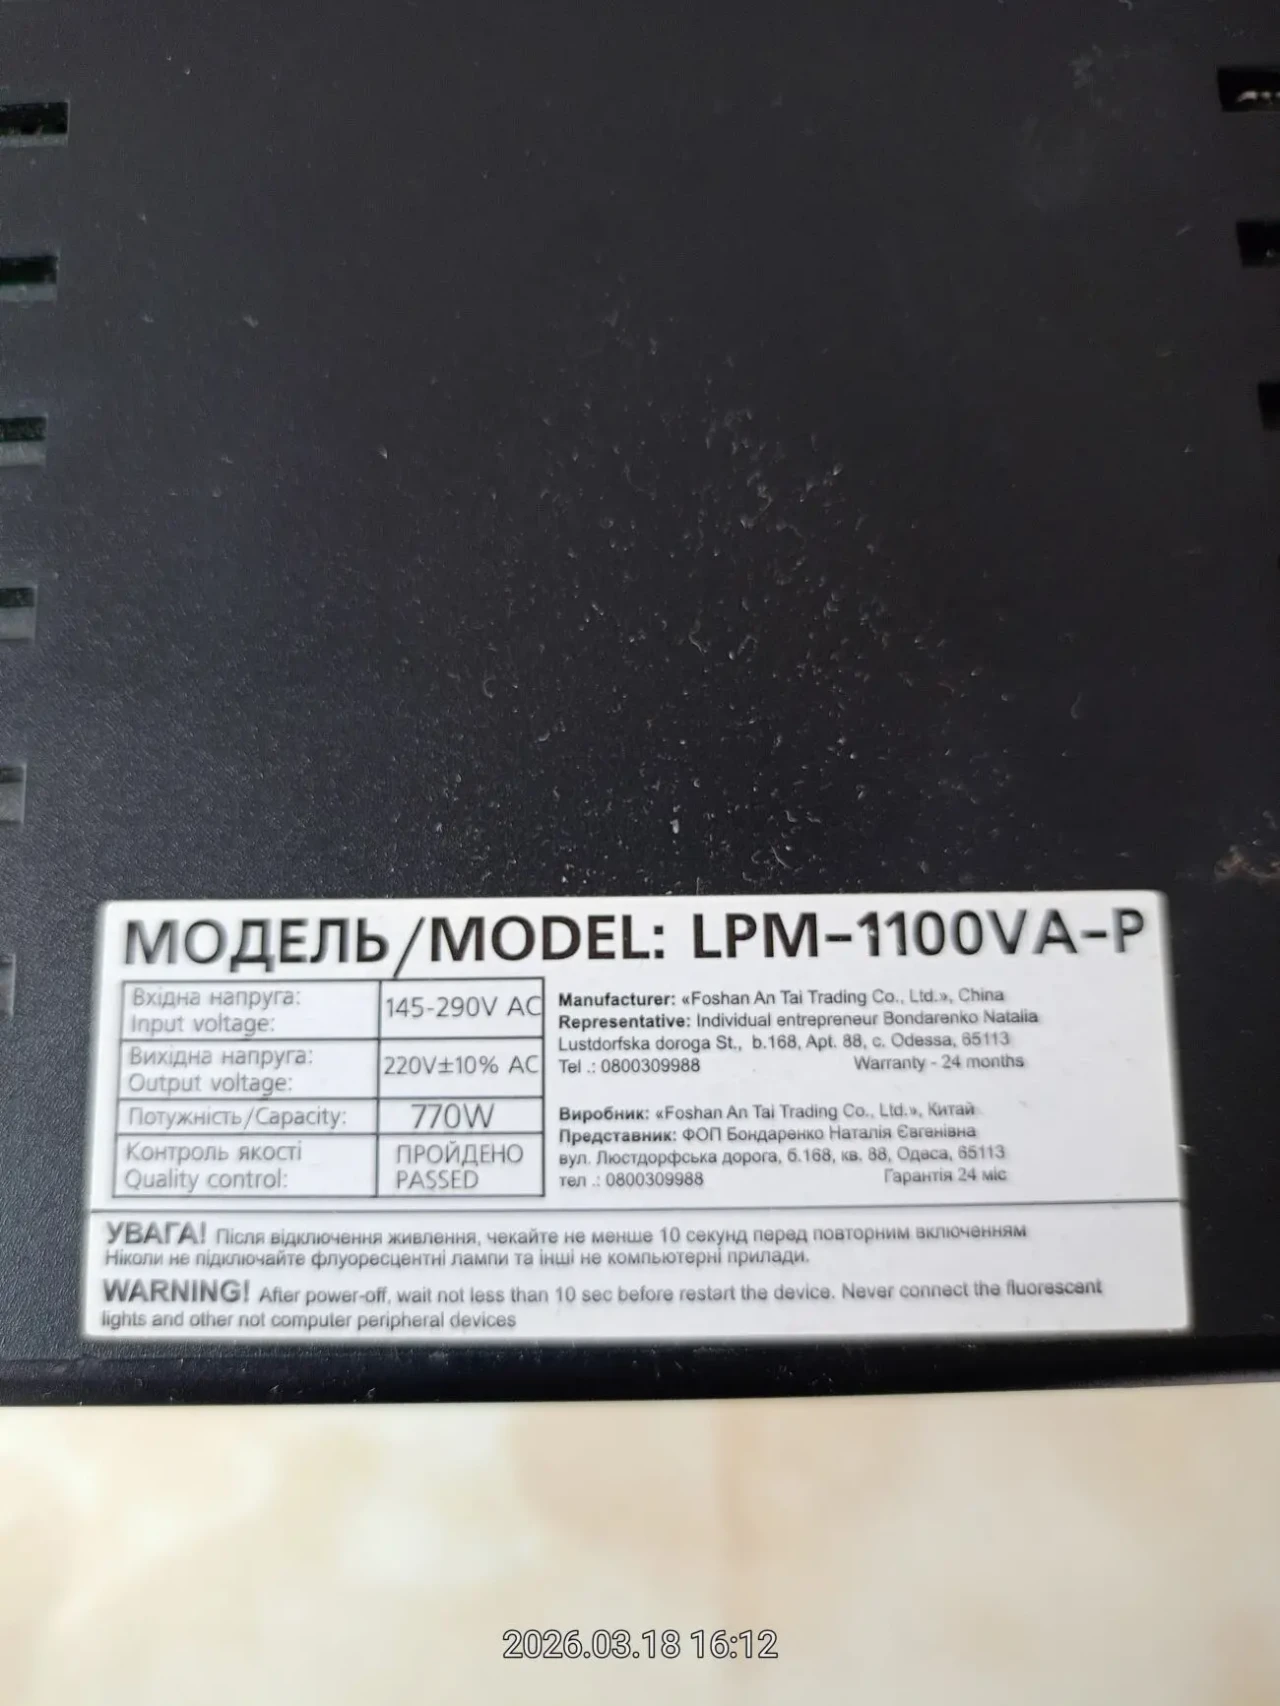 МОДЕЛЬ/MODEL: LPM-1100VA-P
Вхідна напруга:
Input voltage:
145-290V AC
Вихідна напруга:
Output voltage:
220V±10% AC
Потужність/Capacity:
770W
Контроль якості
Quality control:
ПРОЙДЕНО
PASSED
Manufacturer: «Foshan An Tai Trading Co., Ltd.», China
Representative: Individual entrepreneur Bondarenko Natalia
Lustdorfska doroga St., b.168, Apt. 88, c. Odessa, 65113
Tel .: 0800309988 Warranty - 24 months
Виробник: «Foshan An Tai Trading Co., Ltd.», Китай
Представник: ФОП Бондаренко Наталія Євгенівна
вул. Люстдорфська дорога, б.168, кв. 88, Одеса, 65113
тел .: 0800309988 Гарантія 24 міс
УВАГА! Після відключення живлення, чекайте не менше 10 секунд перед повторним включенням
Ніколи не підключайте флуоресцентні лампи та інші не компьютерні прилади.
WARNING! After power-off, wait not less than 10 sec before restart the device. Never connect the fluorescent
lights and other not computer peripheral devices
2026.03.18 16:12